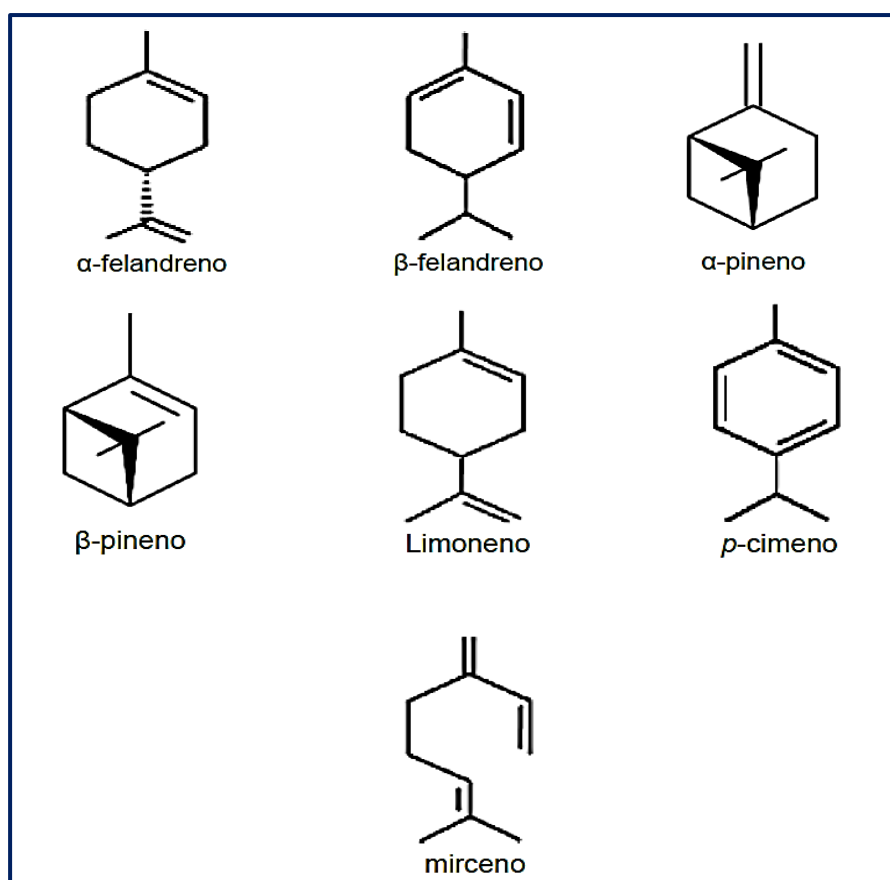 α-felandreno
β-felandreno
α-pineno
β-pineno
Limoneno
p-cimeno
mirceno